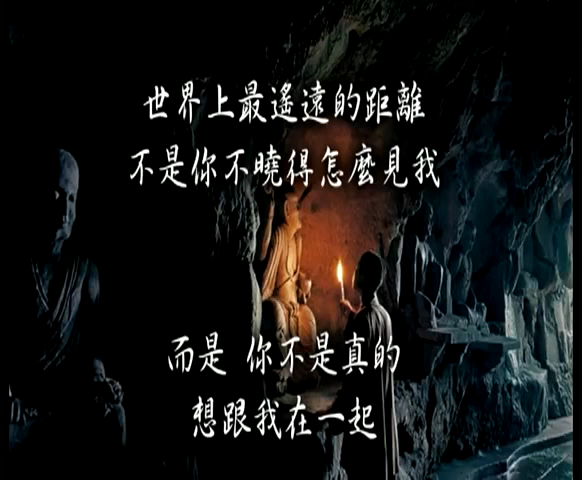 世界上最遙遠的距離
不是你不曉得怎麼見我
而是 你不是真的
想跟我在一起